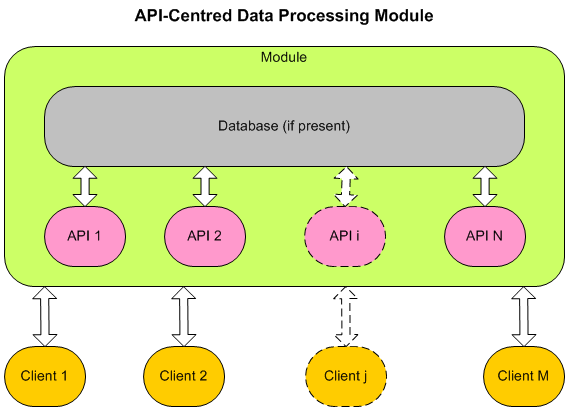 API-Centred Data Processing Module
Module
Database (if present)
API 1
API 2
API i
API N
Client 1
Client 2
Client j
Client M